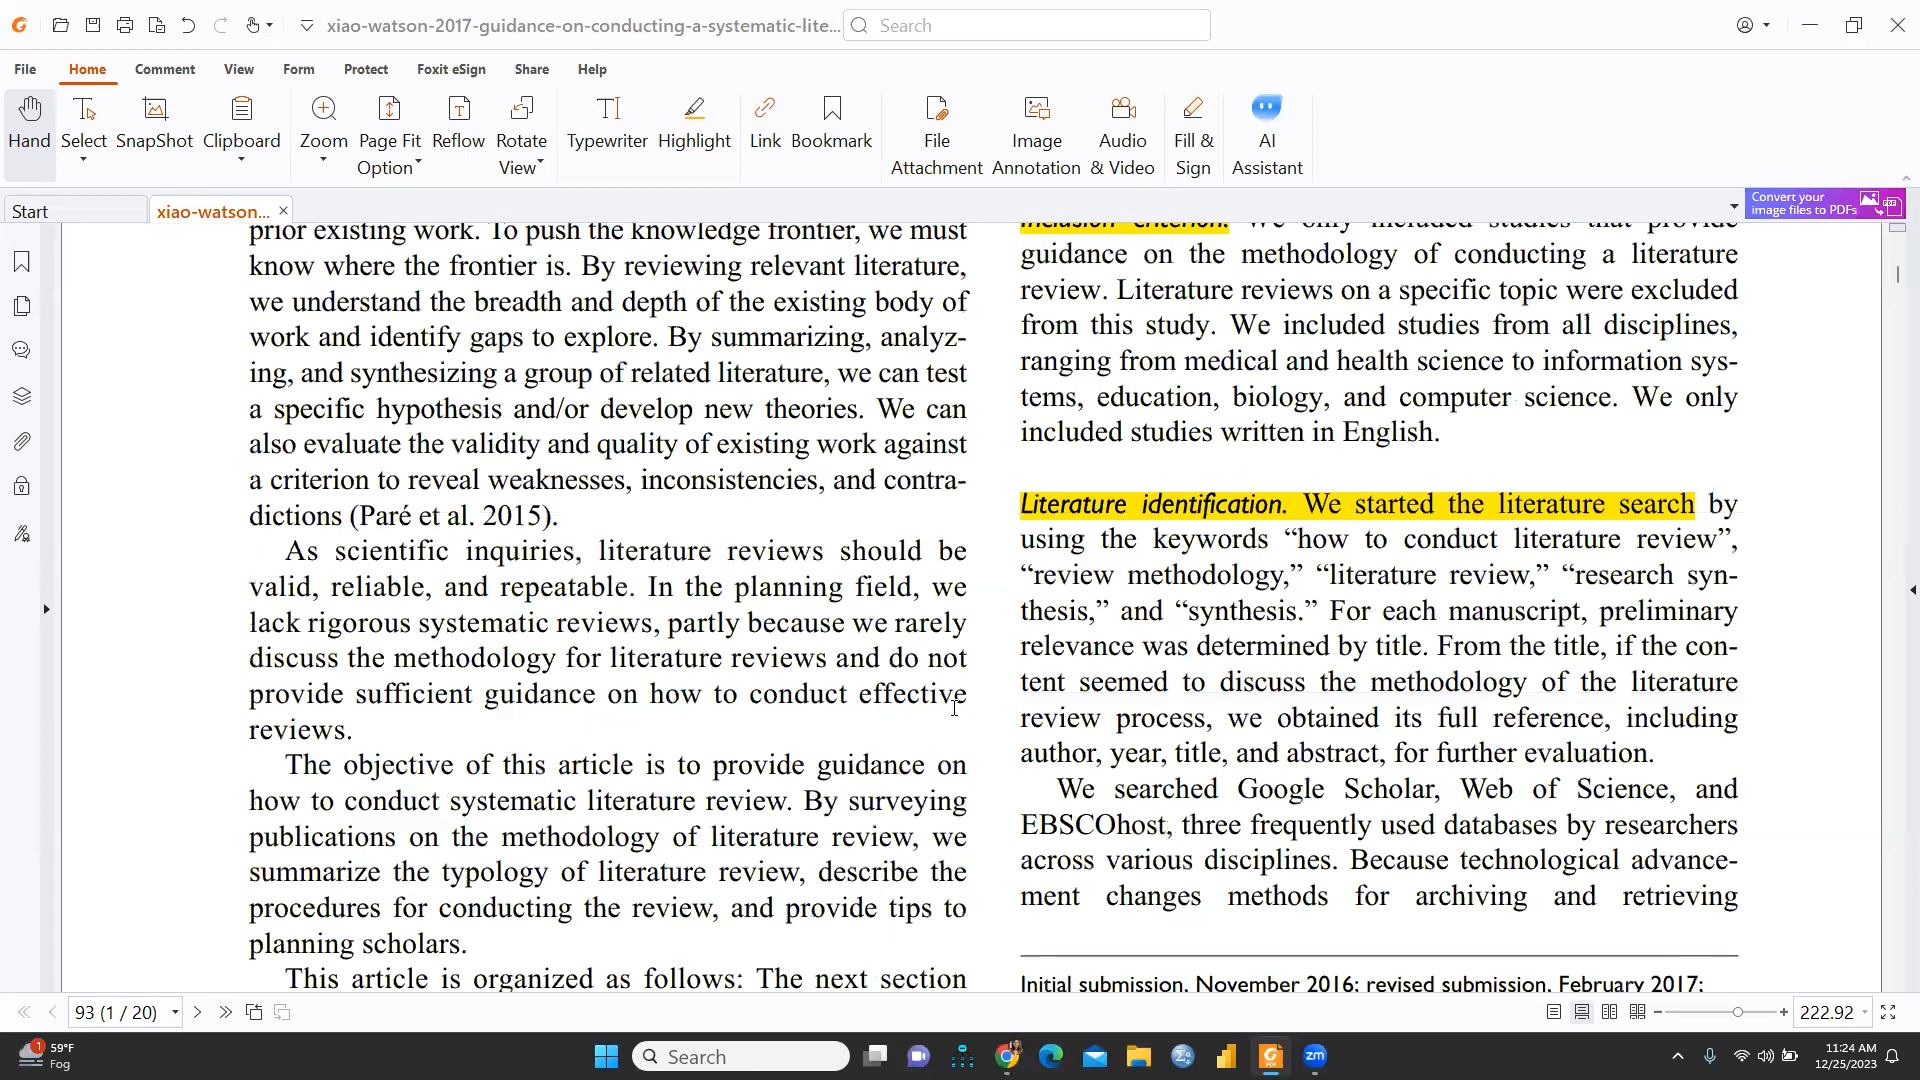 xiao-watson-2017-guidance-on-conducting-a-systematic-lite...
Search
File
Home
Comment
View
Form
Protect
Foxit eSign
Share
Help
Hand
Select
SnapShot
Clipboard
Zoom
Page Fit
Option
Reflow
Rotate
View
Typewriter
Highlight
Link
Bookmark
File
Attachment
Image
Annotation
Audio
& Video
Fill &
Sign
AI
Assistant
Start
xiao-watson...
Convert your
image files to PDFs
prior existing work. To push the knowledge frontier, we must
know where the frontier is. By reviewing relevant literature,
we understand the breadth and depth of the existing body of
work and identify gaps to explore. By summarizing, analyz-
ing, and synthesizing a group of related literature, we can test
a specific hypothesis and/or develop new theories. We can
also evaluate the validity and quality of existing work against
a criterion to reveal weaknesses, inconsistencies, and contra-
dictions (Paré et al. 2015).
As scientific inquiries, literature reviews should be
valid, reliable, and repeatable. In the planning field, we
lack rigorous systematic reviews, partly because we rarely
discuss the methodology for literature reviews and do not
provide sufficient guidance on how to conduct effective
reviews.
The objective of this article is to provide guidance on
how to conduct systematic literature review. By surveying
publications on the methodology of literature review, we
summarize the typology of literature review, describe the
procedures for conducting the review, and provide tips to
planning scholars.
This article is organized as follows: The next section
Inclusion criterion. We only included studies that provide
guidance on the methodology of conducting a literature
review. Literature reviews on a specific topic were excluded
from this study. We included studies from all disciplines,
ranging from medical and health science to information sys-
tems, education, biology, and computer science. We only
included studies written in English.
Literature identification. We started the literature search by
using the keywords “how to conduct literature review”,
“review methodology,” “literature review,” “research syn-
thesis,” and “synthesis.” For each manuscript, preliminary
relevance was determined by title. From the title, if the con-
tent seemed to discuss the methodology of the literature
review process, we obtained its full reference, including
author, year, title, and abstract, for further evaluation.
We searched Google Scholar, Web of Science, and
EBSCOhost, three frequently used databases by researchers
across various disciplines. Because technological advance-
ment changes methods for archiving and retrieving
Initial submission, November 2016; revised submission, February 2017;
93 (1 / 20)
222.92
1
59°F
Fog
Search
zm
11:24 AM
12/25/2023